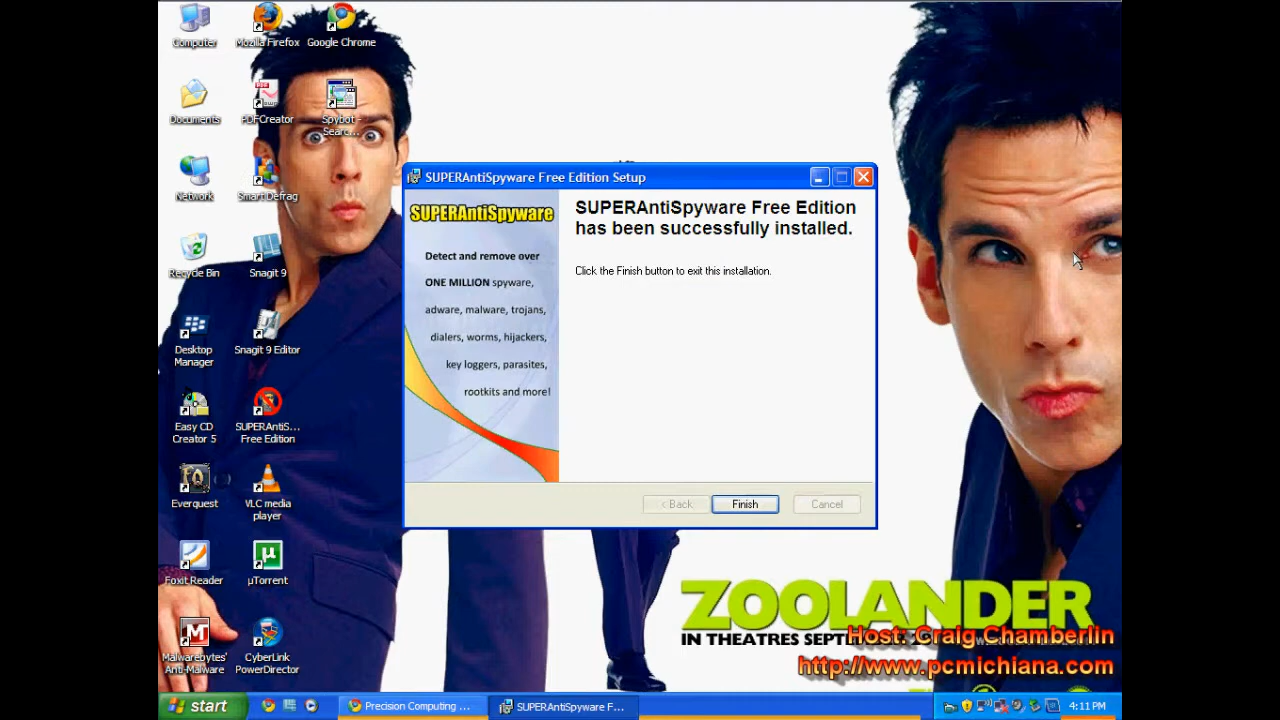 Computer
Mozilla Firefox
Google Chrome
Documents
PDFCreator
Spybot -
Searc...
Network
Smart Defrag
Recycle Bin
Snagit 9
Desktop
Manager
Snagit 9 Editor
Easy CD
Creator 5
SUPERAntiS...
Free Edition
Everquest
VLC media
player
Foxit Reader
µTorrent
Malwarebytes'
Anti-Malware
CyberLink
PowerDirector
SUPERAntiSpyware Free Edition Setup
SUPERAntiSpyware
Detect and remove over
ONE MILLION spyware,
adware, malware, trojans,
dialers, worms, hijackers,
key loggers, parasites,
rootkits and more!
SUPERAntiSpyware Free Edition
has been successfully installed.
Click the Finish button to exit this installation.
< Back
Finish
Cancel
ZOOLANDER
IN THEATRES
Host: Craig Chamberlin
http://www.pcmichiana.com
start
Precision Computing ...
SUPERAntiSpyware F...
4:11 PM